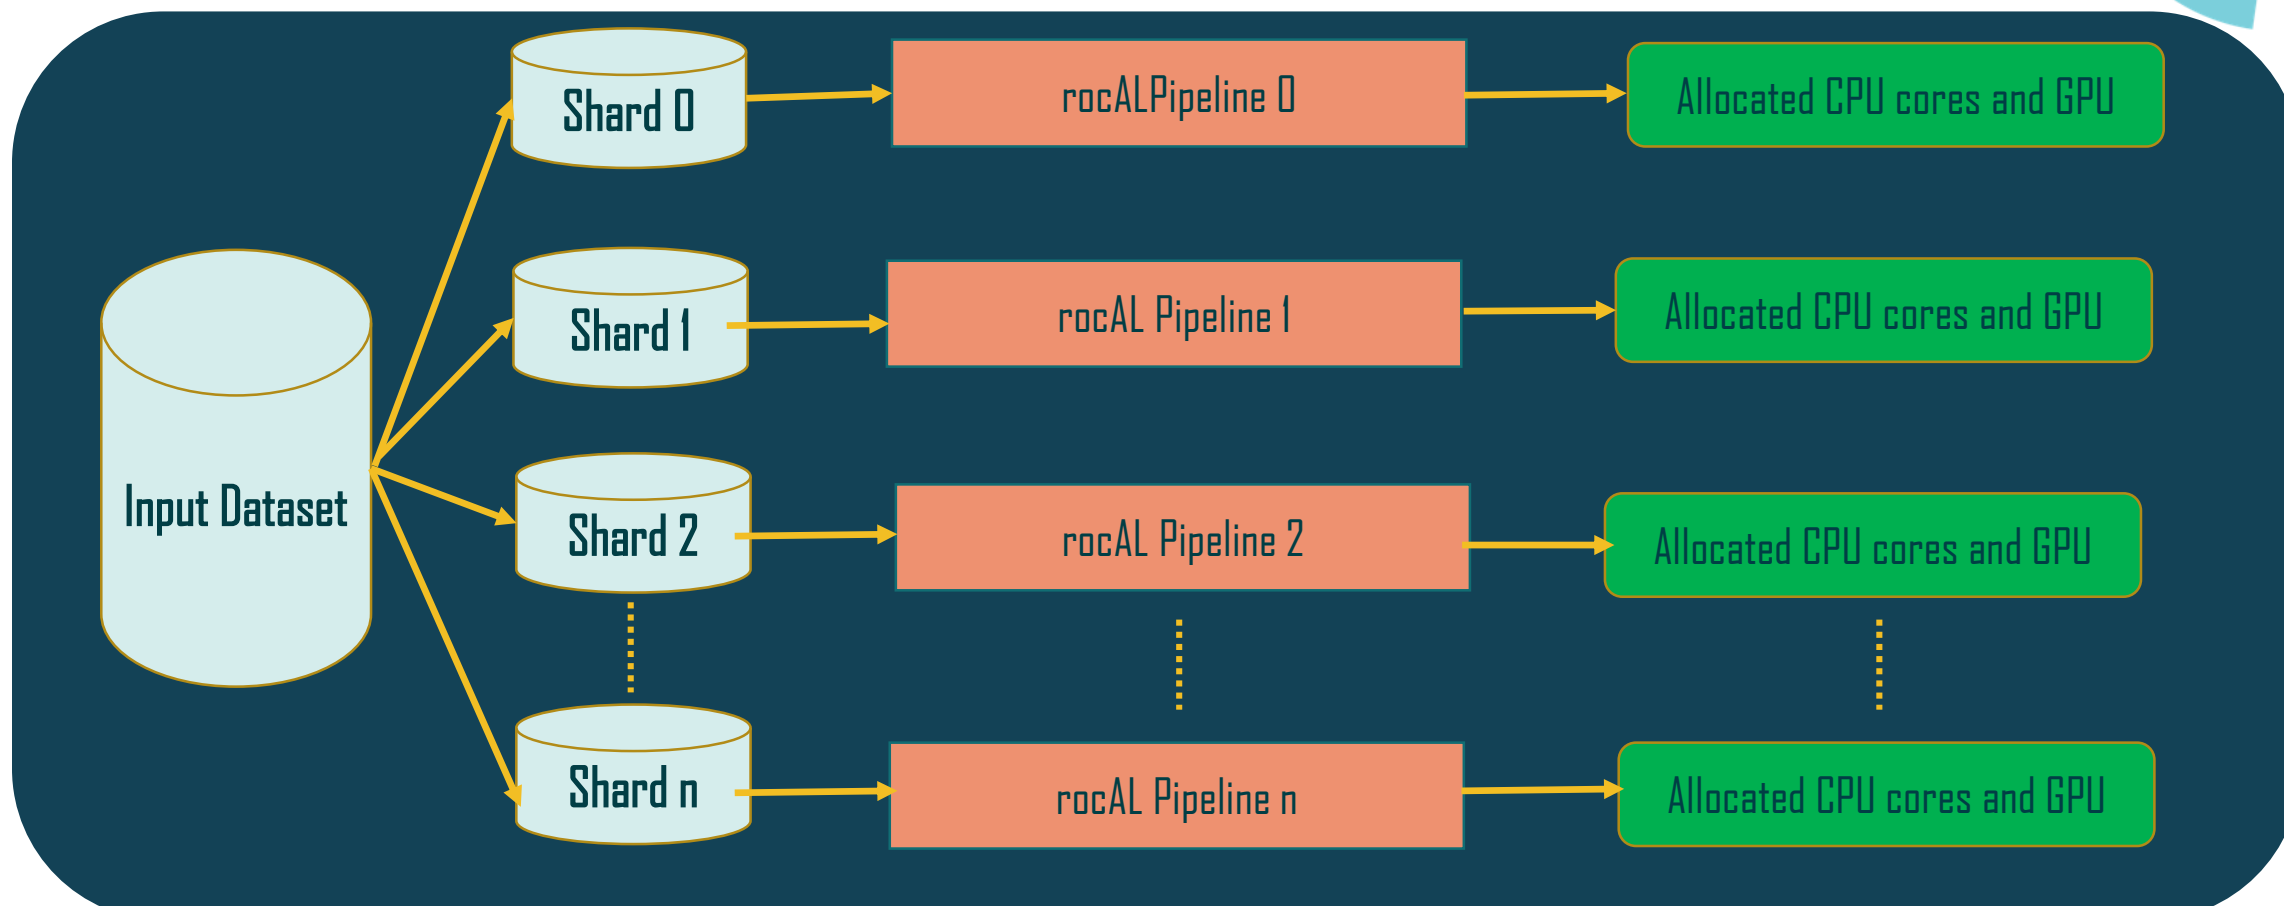 Shard 0
rocALPipeline 0
Allocated CPU cores and GPU
Shard 1
rocAL Pipeline 1
Allocated CPU cores and GPU
Input Dataset
Shard 2
rocAL Pipeline 2
Allocated CPU cores and GPU
Shard n
rocAL Pipeline n
Allocated CPU cores and GPU